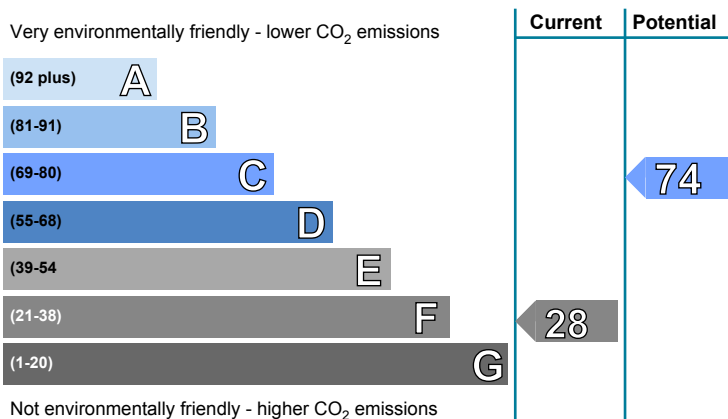 Current Potential
Very environmentally friendly - lower CO2 emissions
(92 plus) A
(81-91) B
(69-80) C
74
(55-68) D
(39-54 E
(21-38) F
28
(1-20) G
Not environmentally friendly - higher CO2 emissions